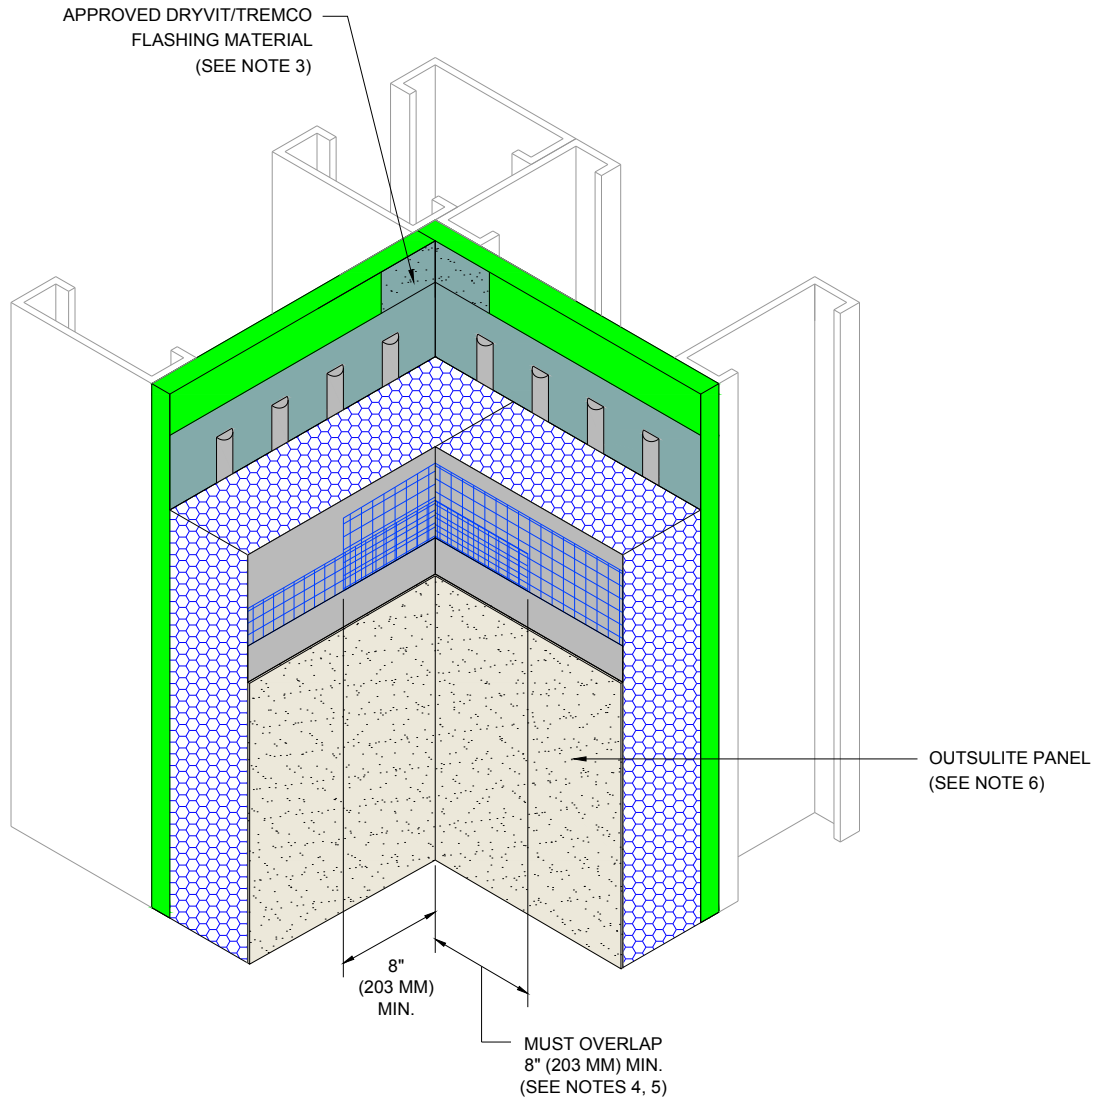 APPROVED DRYVIT/TREMCO
FLASHING MATERIAL
(SEE NOTE 3)
OUTSULITE PANEL
(SEE NOTE 6)
8"
(203 MM)
MIN.
MUST OVERLAP
8" (203 MM) MIN.
(SEE NOTES 4, 5)